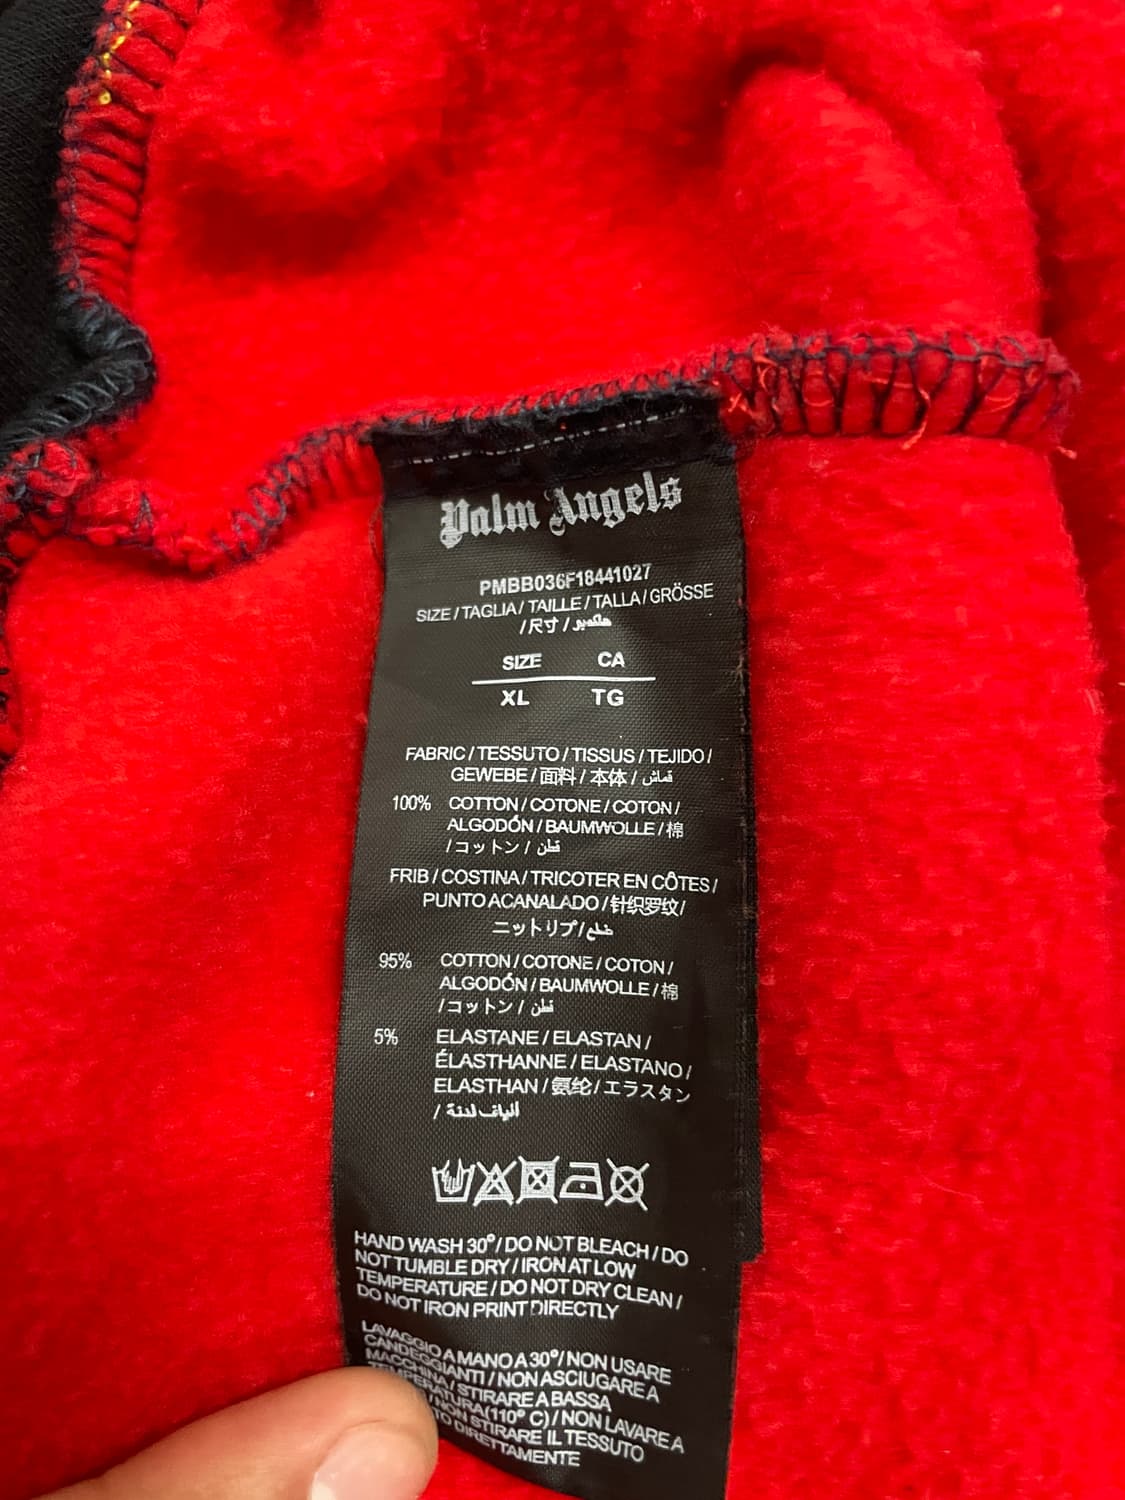 Palm Angels
PMBB036F18441027
SIZE / TAGLIA / TAILLE / TALLA / GRÖSSE
/ 尺寸 /
SIZE CA
XL TG
FABRIC / TESSUTO / TISSUS / TEJIDO /
GEWEBE / 面料 / 本体 / قماش
100% COTTON / COTONE / COTON /
ALGODÓN / BAUMWOLLE / 棉
/ コットン / قطن
FRIB / COSTINA / TRICOTER EN CÔTES /
PUNTO ACANALADO / 针织罗纹/
ニットリブ / ضلع
95% COTTON / COTONE / COTON /
ALGODÓN / BAUMWOLLE / 棉
/ コットン / قطن
5% ELASTANE / ELASTAN /
ÉLASTHANNE / ELASTANO /
ELASTHAN / 氨纶 / エラスタン
/
HAND WASH 30° / DO NOT BLEACH / DO
NOT TUMBLE DRY / IRON AT LOW
TEMPERATURE / DO NOT DRY CLEAN /
DO NOT IRON PRINT DIRECTLY
LAVAGGIO A MANO A 30° / NON USARE
CANDEGGIANTI / NON ASCIUGARE A
MACCHINA / STIRARE A BASSA
TEMPERATURA (110° C) / NON LAVARE A
/ NON STIRARE IL TESSUTO
DIRETTAMENTE